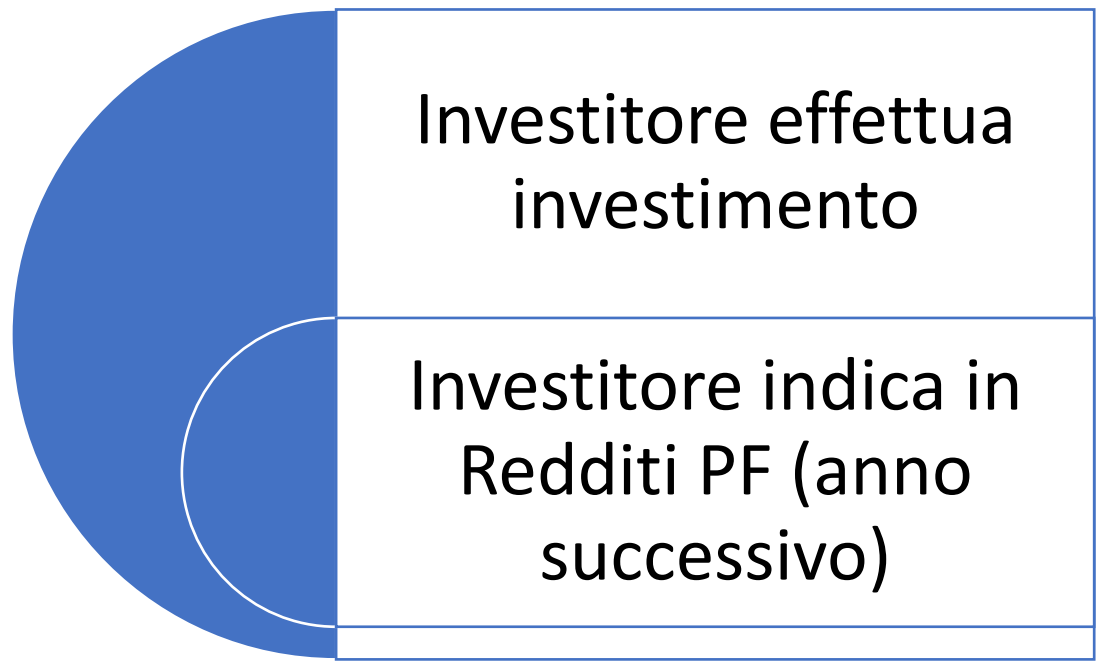 Investitore effettua
investimento
Investitore indica in
Redditi PF (anno
successivo)